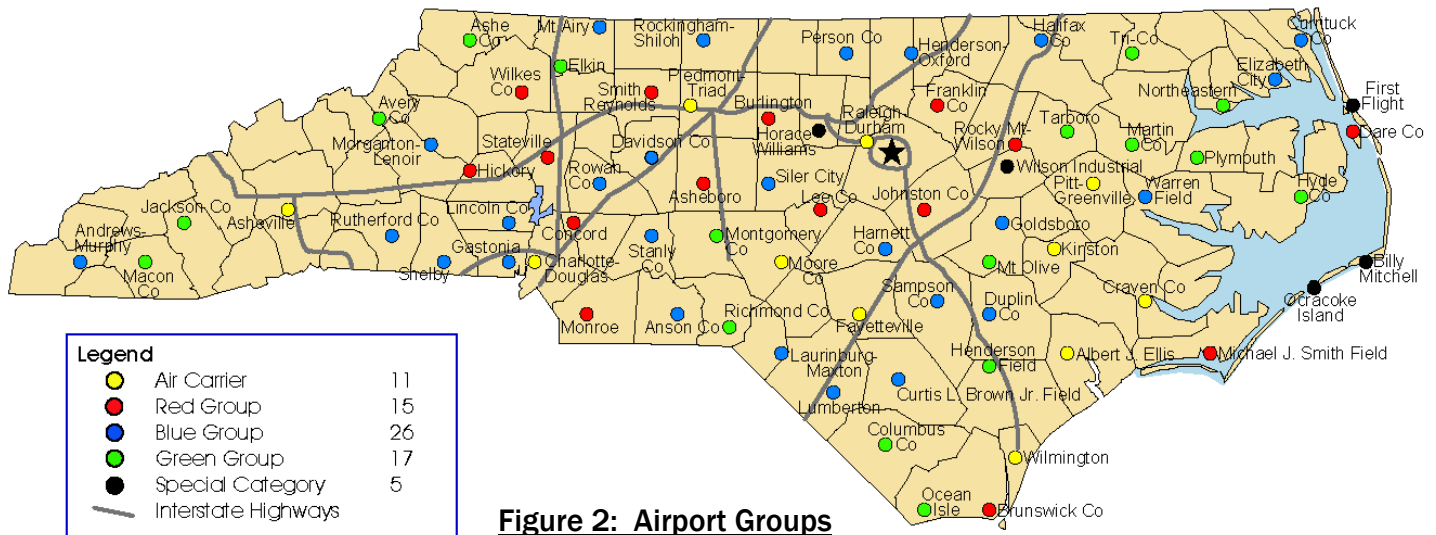 Ashe
Co
Mt Airy
Rockingham-
Shiloh
Person Co
Henderson-
Oxford
Halifax
Co
Tri-Co
Currituck
Co
Elizabeth
City
Elkin
Wilkes
Co
Smith
Reynolds
Piedmont-
Triad
Burlington
Raleigh-
Durham
Franklin
Co
Northeastern
First
Flight
Avery
Co
Morganton-
Lenoir
Stateville
Davidson Co
Horace
Williams
Rocky Mt-
Wilson
Tarboro
Martin
Co
Dare Co
Hickory
Rowan
Co
Asheboro
Siler City
Lee Co
Johnston Co
Wilson Industrial
Pitt-
Greenville
Warren
Field
Plymouth
Hyde
Co
Jackson Co
Asheville
Rutherford Co
Lincoln Co
Concord
Stanly
Co
Montgomery
Co
Harnett
Co
Goldsboro
Kinston
Andrews-
Murphy
Macon
Co
Shelby
Gastonia
Charlotte-
Douglas
Moore
Co
Mt Olive
Craven Co
Billy
Mitchell
Ocracoke
Island
Monroe
Anson Co
Richmond Co
Fayetteville
Sampson
Co
Duplin
Co
Laurinburg-
Maxton
Henderson
Field
Albert J. Ellis
Michael J. Smith Field
Lumberton
Curtis L. Brown Jr. Field
Columbus
Co
Wilmington
Ocean
Isle
Brunswick Co
Legend
Air Carrier 11
Red Group 15
Blue Group 26
Green Group 17
Special Category 5
Interstate Highways
Figure 2: Airport Groups